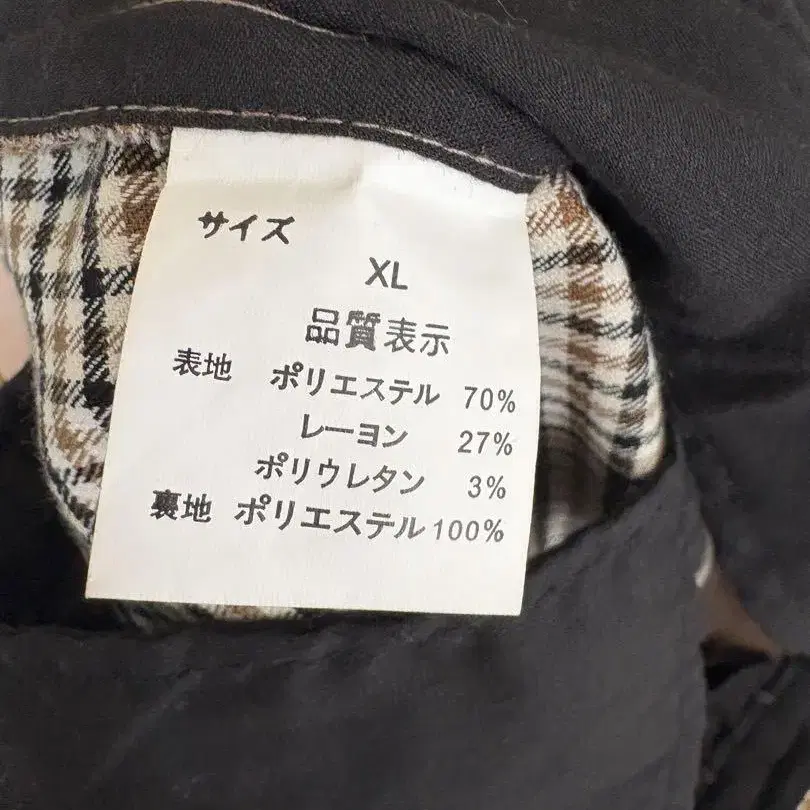 サイズ
XL
品質表示
表地 ポリエステル 70%
レーヨン 27%
ポリウレタン 3%
裏地 ポリエステル 100%